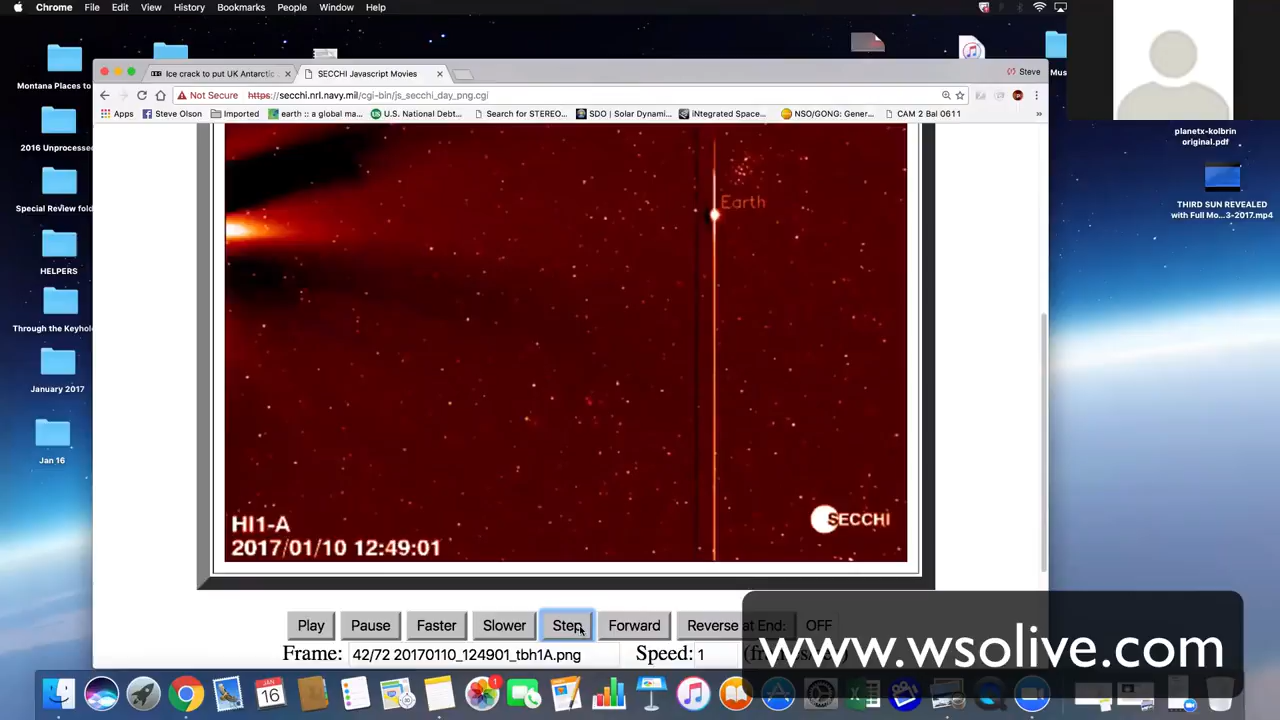 Chrome File Edit View History Bookmarks People Window Help
Ice crack to put UK Antarctic
SECCHI Javascript Movies
Steve
Not Secure https://secchi.nrl.navy.mil/cgi-bin/js_secchi_day_png.cgi
Apps Steve Olson Imported earth :: a global ma... U.S. National Debt... Search for STEREO... SDO | Solar Dynami... iNtegrated Space... NSO/GONG: Gener... CAM 2 Bal 0611 »
Montana Places to
2016 Unprocesse
Special Review fold
HELPERS
Through the Keyhol
January 2017
Jan 16
Mus
planetx-kolbrin
original.pdf
THIRD SUN REVEALED
with Full Mo...3-2017.mp4
Earth
HI1-A
2017/01/10 12:49:01
SECCHI
Play Pause Faster Slower Step Forward Reverse at End: OFF
Frame: 42/72 20170110_124901_tbh1A.png Speed: 1
www.wsolive.com
JAN
16
1